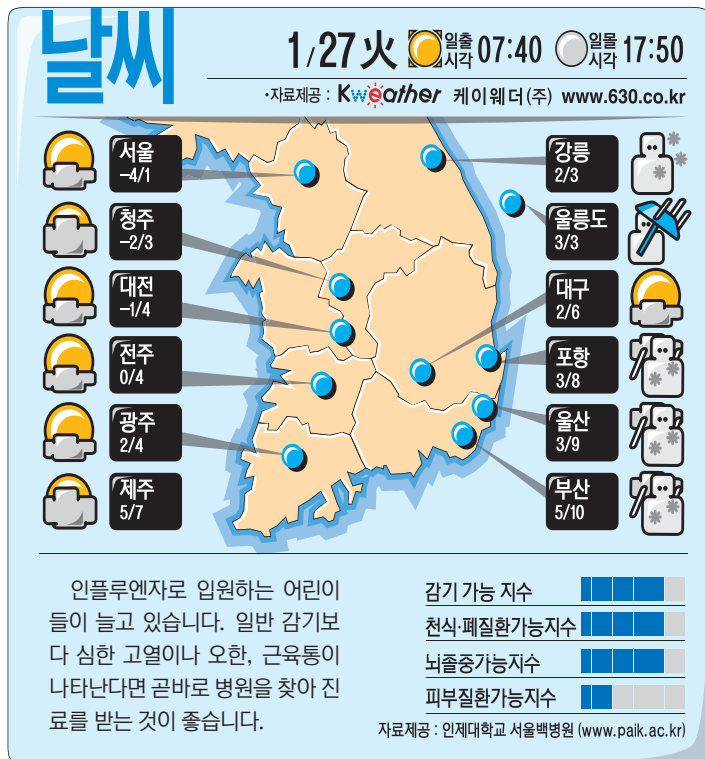 날씨
1/27 火 일출시각 07:40 일몰시각 17:50
•자료제공 : Kweather 케이웨더(주) www.630.co.kr
서울
-4/1
청주
-2/3
대전
-1/4
전주
0/4
광주
2/4
제주
5/7
강릉
2/3
울릉도
3/3
대구
2/6
포항
3/8
울산
3/9
부산
5/10
인플루엔자로 입원하는 어린이
들이 늘고 있습니다. 일반 감기보
다 심한 고열이나 오한, 근육통이
나타난다면 곧바로 병원을 찾아 진
료를 받는 것이 좋습니다.
감기 가능 지수
천식·폐질환가능지수
뇌졸중가능지수
피부질환가능지수
자료제공 : 인제대학교 서울백병원 (www.paik.ac.kr)